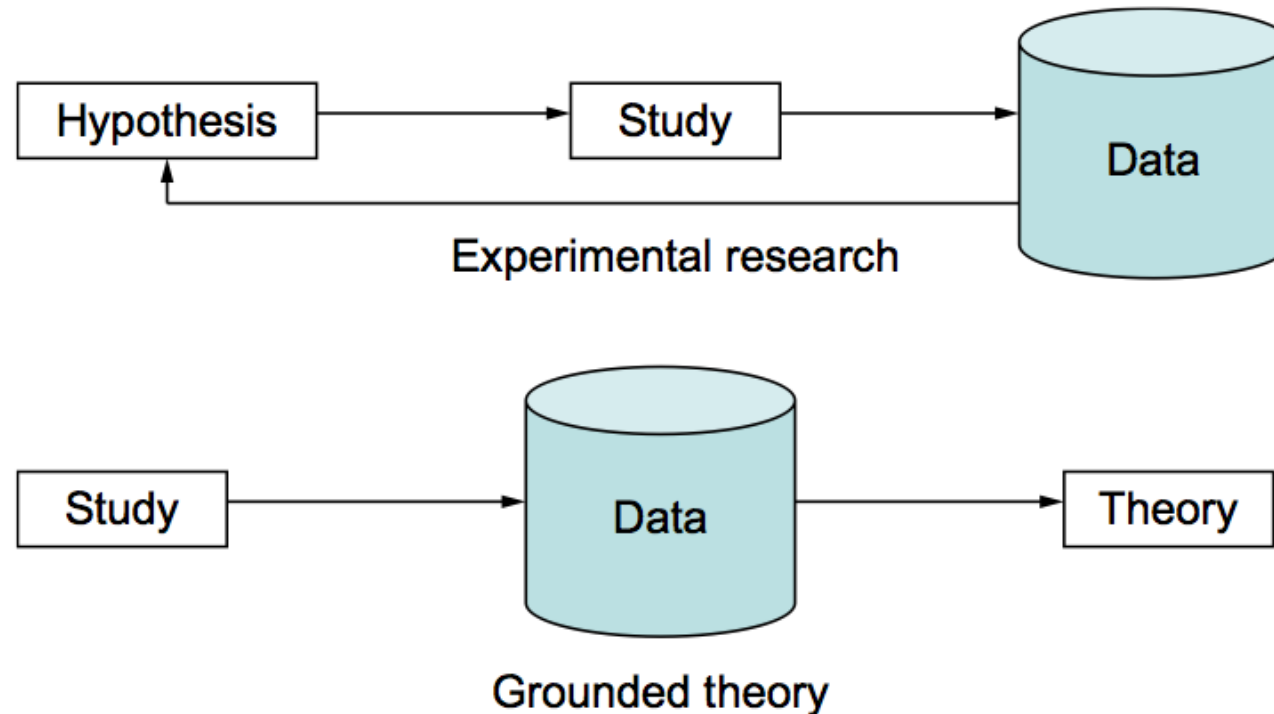 Hypothesis
Study
Data
Experimental research
Study
Data
Theory
Grounded theory